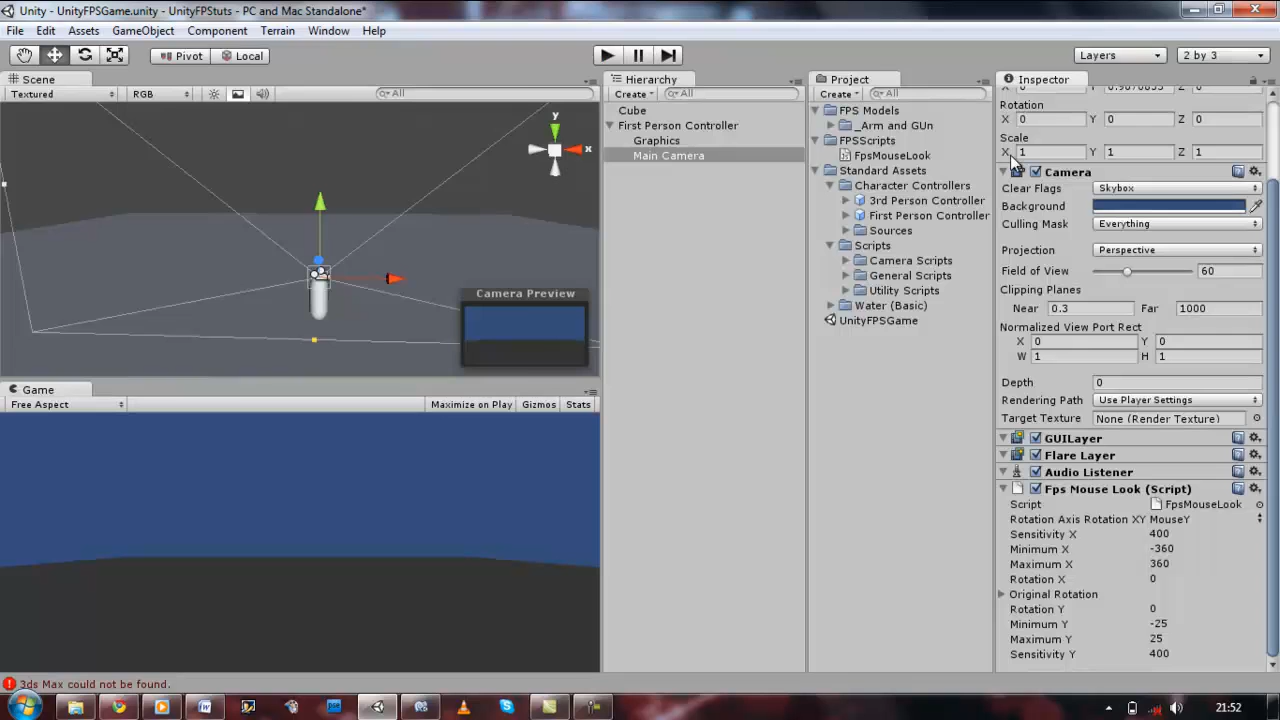 Unity - UnityFPSGame.unity - UnityFPStuts - PC and Mac Standalone*
File Edit Assets GameObject Component Terrain Window Help
Pivot Local Layers 2 by 3
Scene
Textured RGB All
y
x
Camera Preview
Game
Free Aspect Maximize on Play Gizmos Stats
Hierarchy
Create All
Cube
First Person Controller
Graphics
Main Camera
Project
Create All
FPS Models
_Arm and GUn
FPSScripts
FpsMouseLook
Standard Assets
Character Controllers
3rd Person Controller
First Person Controller
Sources
Scripts
Camera Scripts
General Scripts
Utility Scripts
Water (Basic)
UnityFPSGame
Inspector
X 0 Y 0.9070835 Z 0
Rotation
X 0 Y 0 Z 0
Scale
X 1 Y 1 Z 1
Camera
Clear Flags Skybox
Background
Culling Mask Everything
Projection Perspective
Field of View 60
Clipping Planes
Near 0.3 Far 1000
Normalized View Port Rect
X 0 Y 0
W 1 H 1
Depth 0
Rendering Path Use Player Settings
Target Texture None (Render Texture)
GUILayer
Flare Layer
Audio Listener
Fps Mouse Look (Script)
Script FpsMouseLook
Rotation Axis Rotation XY MouseY
Sensitivity X 400
Minimum X -360
Maximum X 360
Rotation X 0
Original Rotation
Rotation Y 0
Minimum Y -25
Maximum Y 25
Sensitivity Y 400
3ds Max could not be found.
21:52